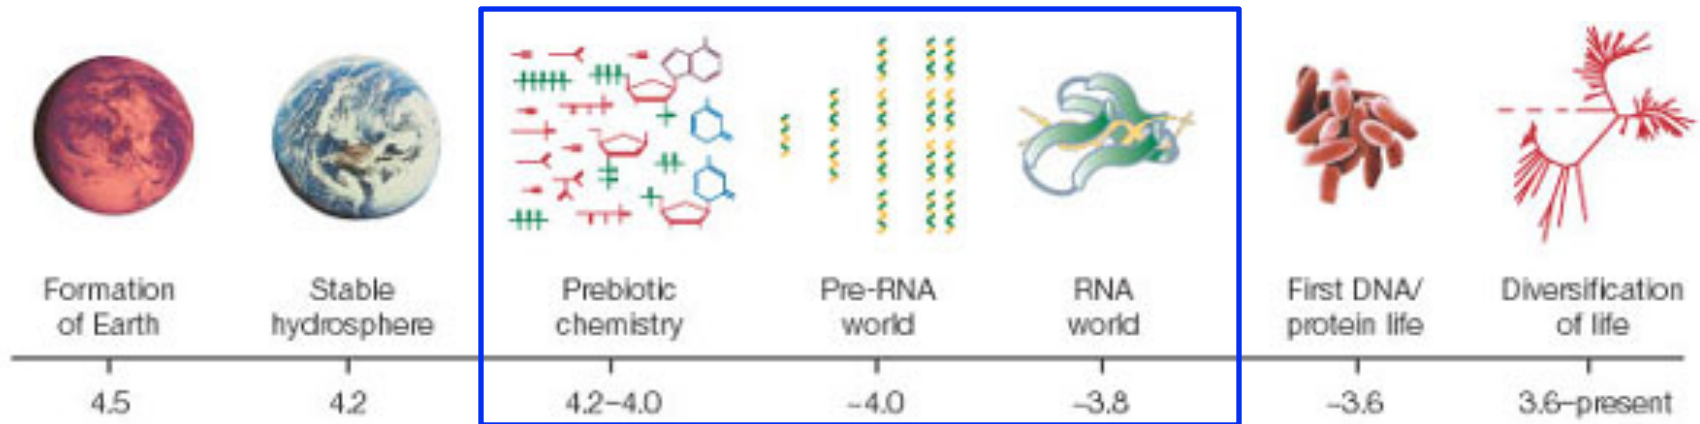 Formation
of Earth
Stable
hydrosphere
Prebiotic
chemistry
Pre-RNA
world
RNA
world
First DNA/
protein life
Diversification
of life
4.5
4.2
4.2–4.0
~4.0
~3.8
~3.6
3.6–present